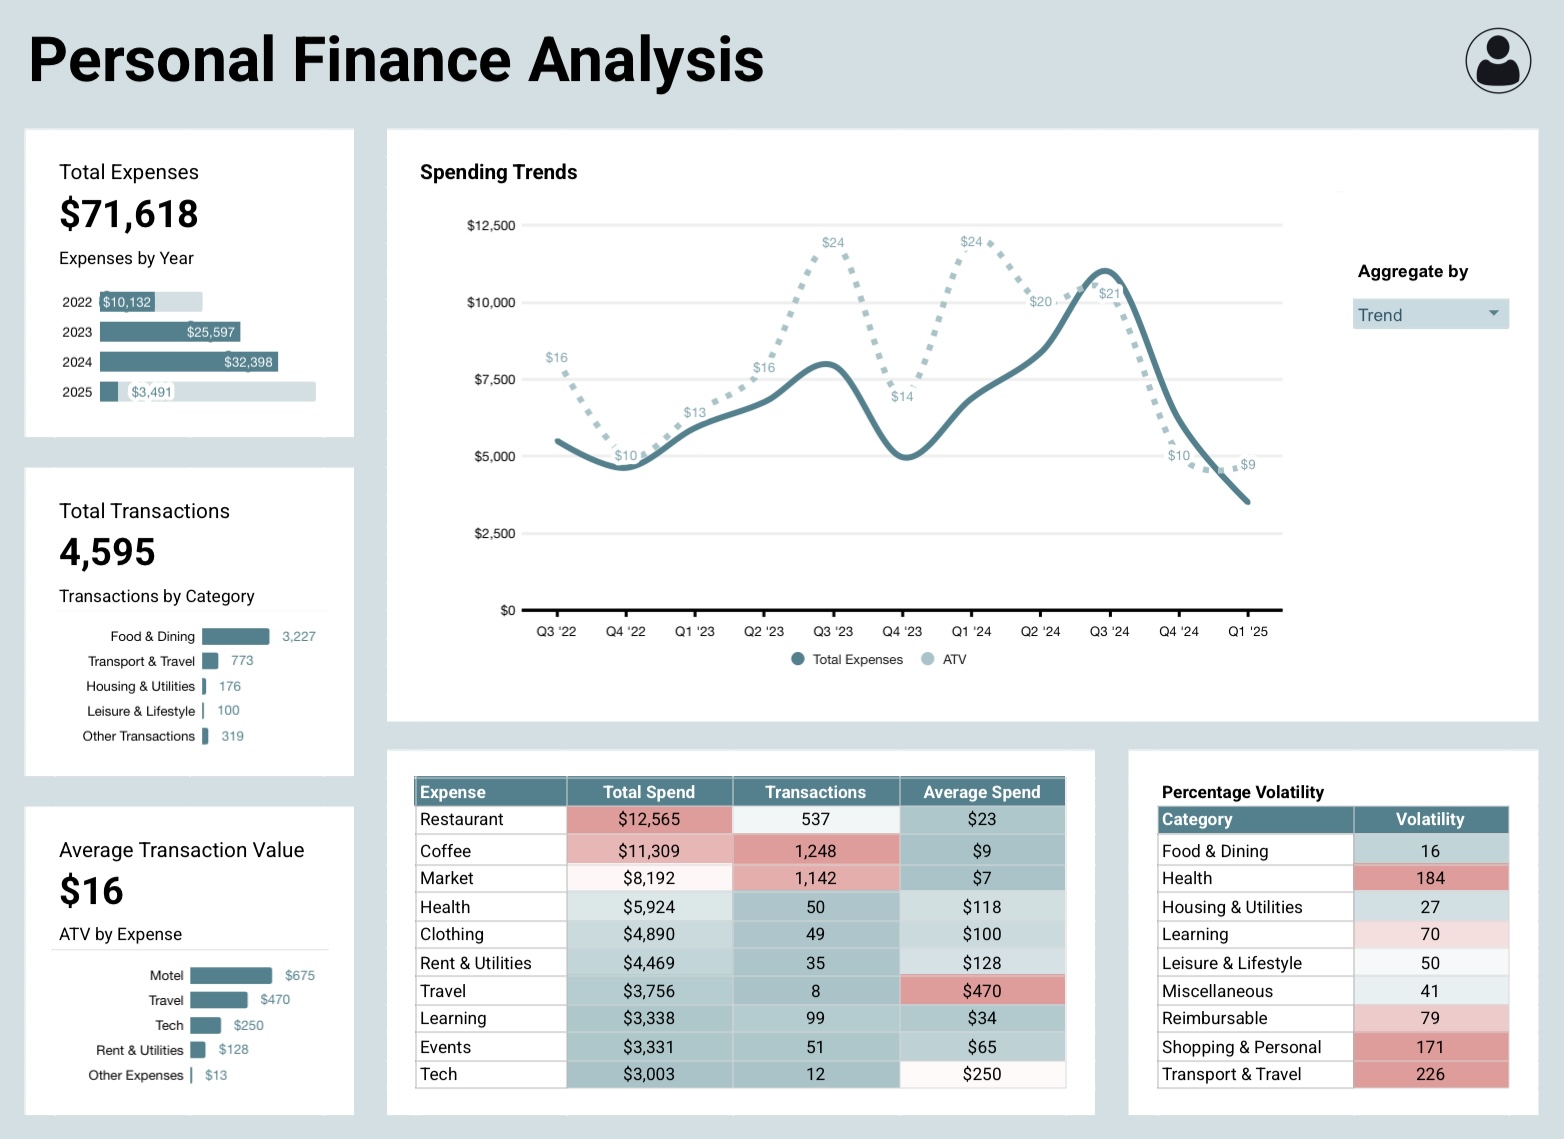 Personal Finance Analysis
Total Expenses
$71,618
Expenses by Year
2022 $10,132
2023 $25,597
2024 $32,398
2025 $3,491
Total Transactions
4,595
Transactions by Category
Food & Dining 3,227
Transport & Travel 773
Housing & Utilities 176
Leisure & Lifestyle 100
Other Transactions 319
Average Transaction Value
$16
ATV by Expense
Motel $675
Travel $470
Tech $250
Rent & Utilities $128
Other Expenses $13
Spending Trends
$12,500
$10,000
$7,500
$5,000
$2,500
$0
$16 $10 $13 $16 $24 $14 $24 $20 $21 $10 $9
Q3 '22 Q4 '22 Q1 '23 Q2 '23 Q3 '23 Q4 '23 Q1 '24 Q2 '24 Q3 '24 Q4 '24 Q1 '25
Total Expenses ATV
Aggregate by
Trend
Expense Total Spend Transactions Average Spend
Restaurant $12,565 537 $23
Coffee $11,309 1,248 $9
Market $8,192 1,142 $7
Health $5,924 50 $118
Clothing $4,890 49 $100
Rent & Utilities $4,469 35 $128
Travel $3,756 8 $470
Learning $3,338 99 $34
Events $3,331 51 $65
Tech $3,003 12 $250
Percentage Volatility
Category Volatility
Food & Dining 16
Health 184
Housing & Utilities 27
Learning 70
Leisure & Lifestyle 50
Miscellaneous 41
Reimbursable 79
Shopping & Personal 171
Transport & Travel 226